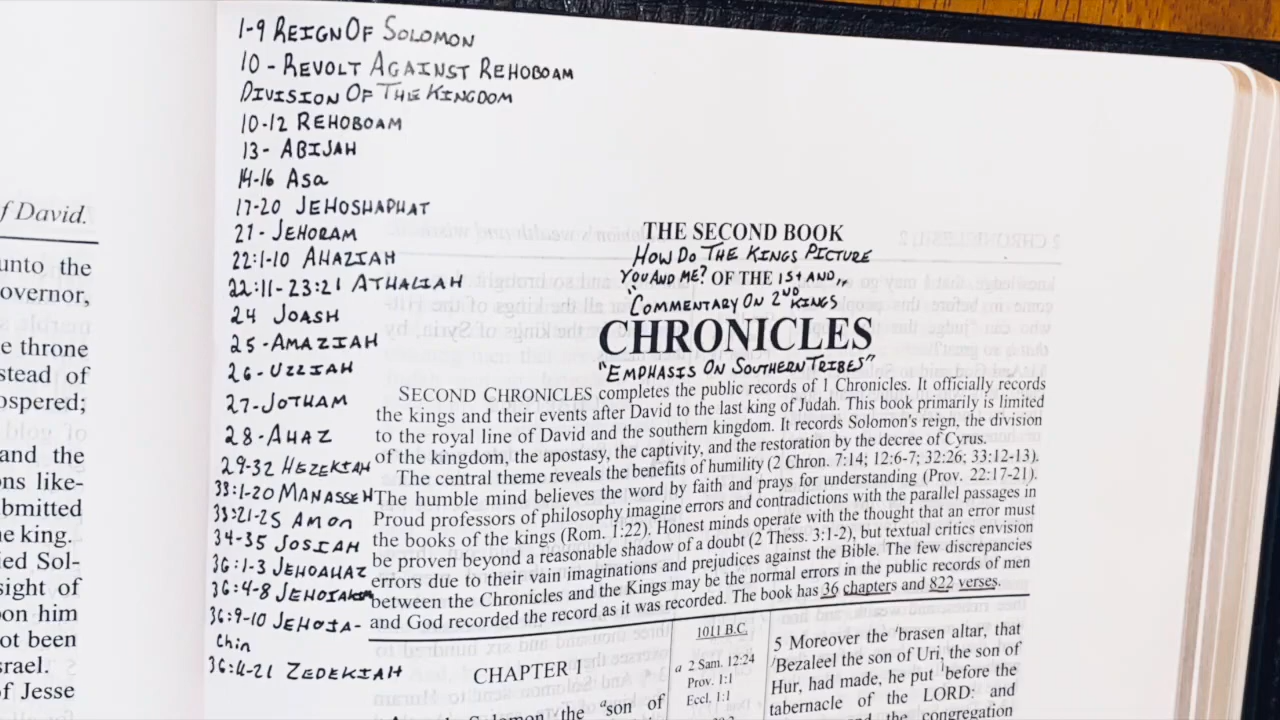 1-9 REIGN OF SOLOMON
10 - REVOLT AGAINST REHOBOAM
DIVISION OF THE KINGDOM
10-12 REHOBOAM
13- ABIJAH
14-16 Asa
17-20 JEHOSHAPHAT
21- JEHORAM
22:1-10 AHAZIAH
22:11-23:21 ATHALIAH
24 JOASH
25-AMAZIAH
26-UZZIAH
27-JOTHAM
28-AHAZ
29-32 HEZEKIAH
33:1-20 MANASSEH
33:21-25 AMON
34-35 JOSIAH
36:1-3 JEHOAHAZ
36:4-8 JEHOIAKIM
36:9-10 JEHOIA-
Chin
36:11-21 ZEDEKIAH
f David.
unto the
overnor,
e throne
stead of
ospered;
and the
ons like-
bmitted
he king.
ied Sol-
sight of
pon him
ot been
srael.
of Jesse
THE SECOND BOOK
HOW DO THE KINGS PICTURE
YOU AND ME? OF THE 1st AND
COMMENTARY ON 2ND KINGS
CHRONICLES
"EMPHASIS ON SOUTHERN TRIBES"
SECOND CHRONICLES completes the public records of 1 Chronicles. It officially records
the kings and their events after David to the last king of Judah. This book primarily is limited
to the royal line of David and the southern kingdom. It records Solomon's reign, the division
of the kingdom, the apostasy, the captivity, and the restoration by the decree of Cyrus.
The central theme reveals the benefits of humility (2 Chron. 7:14; 12:6-7; 32:26; 33:12-13).
The humble mind believes the word by faith and prays for understanding (Prov. 22:17-21).
Proud professors of philosophy imagine errors and contradictions with the parallel passages in
the books of the kings (Rom. 1:22). Honest minds operate with the thought that an error must
be proven beyond a reasonable shadow of a doubt (2 Thess. 3:1-2), but textual critics envision
errors due to their vain imaginations and prejudices against the Bible. The few discrepancies
between the Chronicles and the Kings may be the normal errors in the public records of men
and God recorded the record as it was recorded. The book has 36 chapters and 822 verses.
CHAPTER 1
Solomon the "son of
1011 B.C.
a 2 Sam. 12:24
Prov. 1:1
Eccl. 1:1
5 Moreover the brasen altar, that
Bezaleel the son of Uri, the son of
Hur, had made, he put before the
tabernacle of the LORD: and
the congregation